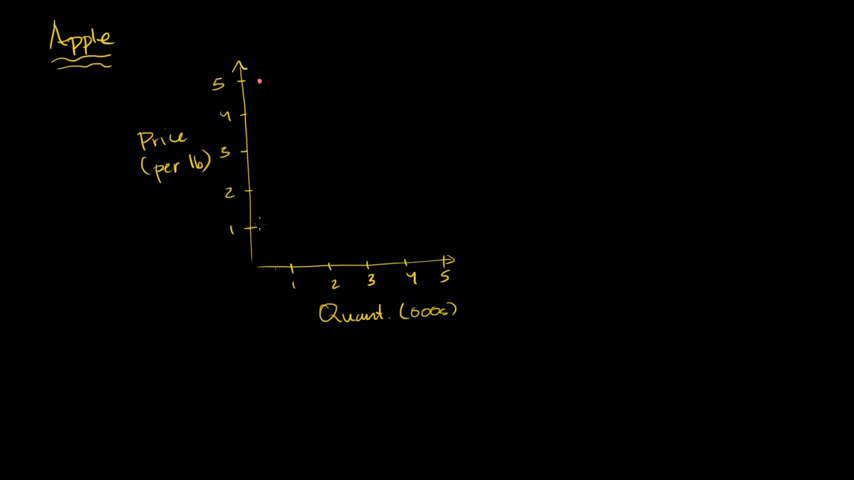 Apple
5
4
Price
(per lb)
3
2
1
1 2 3 4 5
Quant. (000s)